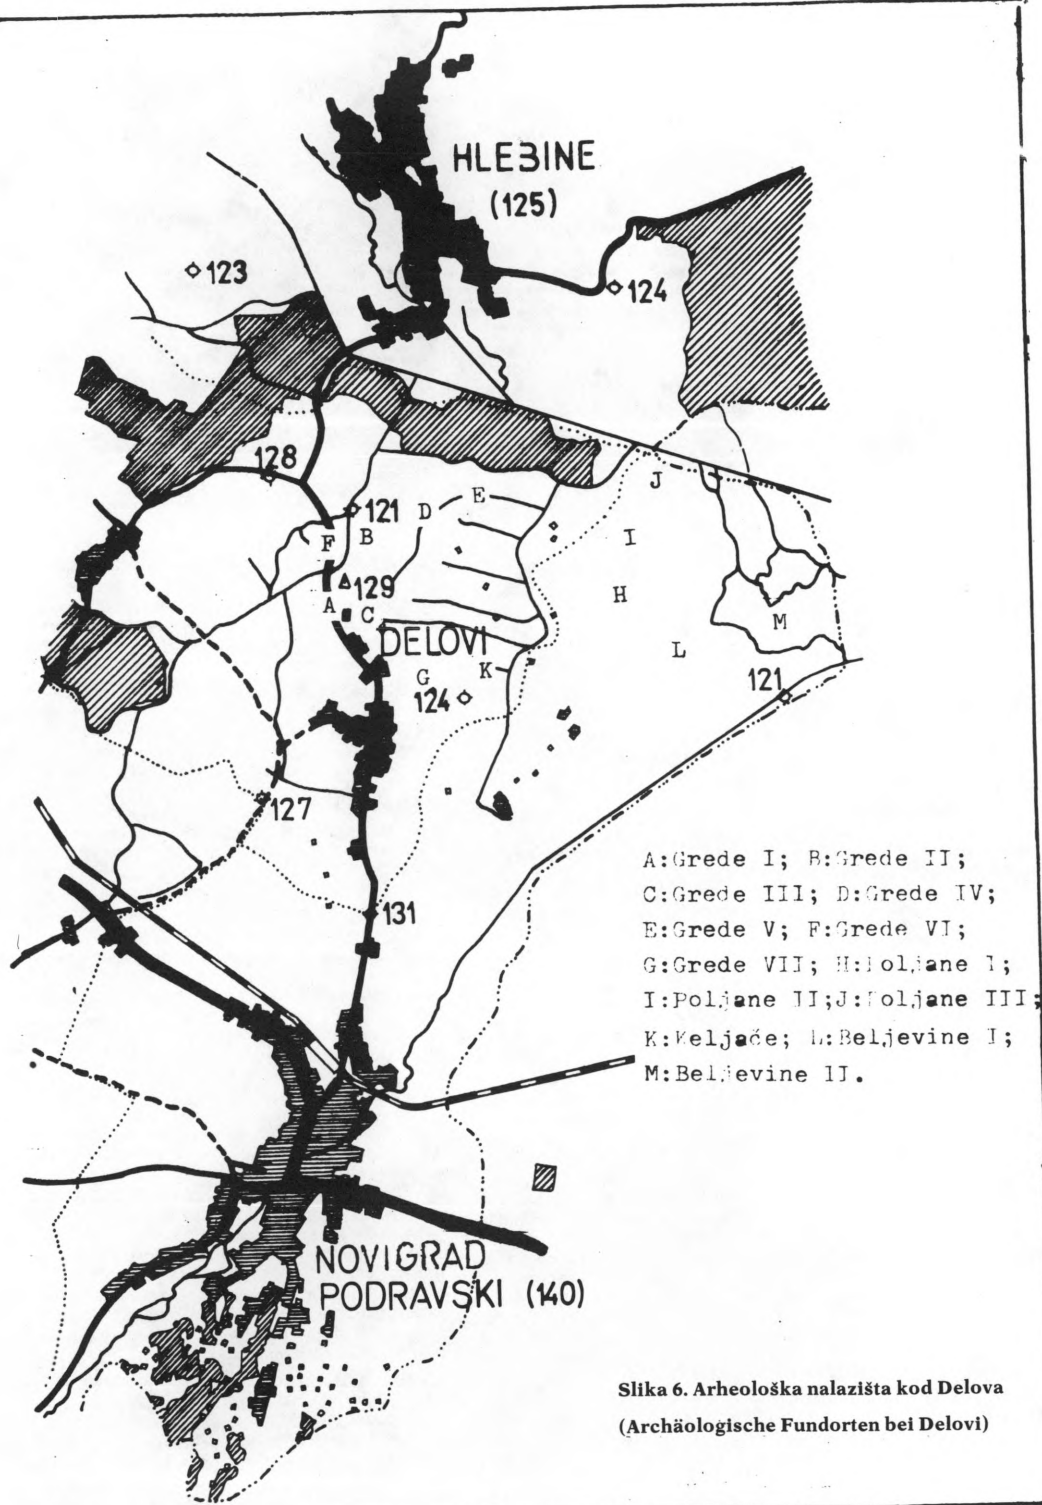 HLEBINE
(125)
123
124
128
121
J
E
D
B
I
F
129
H
A
C
M
DELOVI
L
G
K
124
121
127
131
A:Grede I; B:Grede II;
C:Grede III; D:Grede IV;
E:Grede V; F:Grede VI;
G:Grede VII; H:Poljane I;
I:Poljane II;J:Poljane III;
K:Keljače; L:Beljevine I;
M:Beljevine II.
NOVIGRAD
PODRAVSKI (140)
Slika 6. Arheološka nalazišta kod Delova
(Archäologische Fundorten bei Delovi)